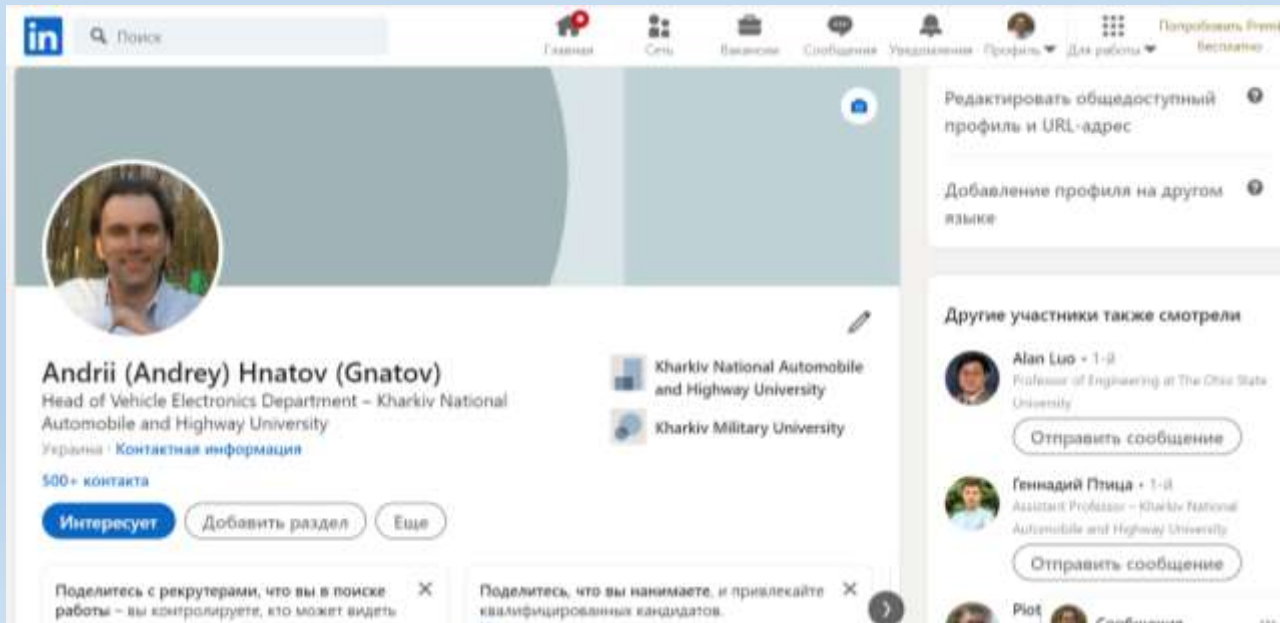 in
Поиск
Главная
Сеть
Вакансии
Сообщения
Уведомления
Профиль
Для работы
Попробовать Premi
бесплатно
Andrii (Andrey) Hnatov (Gnatov)
Head of Vehicle Electronics Department – Kharkiv National
Automobile and Highway University
Украина · Контактная информация
500+ контакта
Интересует
Добавить раздел
Еще
Kharkiv National Automobile
and Highway University
Kharkiv Military University
Поделитесь с рекрутерами, что вы в поиске
работы – вы контролируете, кто может видеть
Поделитесь, что вы нанимаете, и привлекайте
квалифицированных кандидатов.
Редактировать общедоступный
профиль и URL-адрес
Добавление профиля на другом
языке
Другие участники также смотрели
Alan Luo • 1-й
Professor of Engineering at The Ohio State
University
Отправить сообщение
Геннадий Птица • 1-й
Assistant Professor – Kharkiv National
Automobile and Highway University
Отправить сообщение
Piot
Сообщения